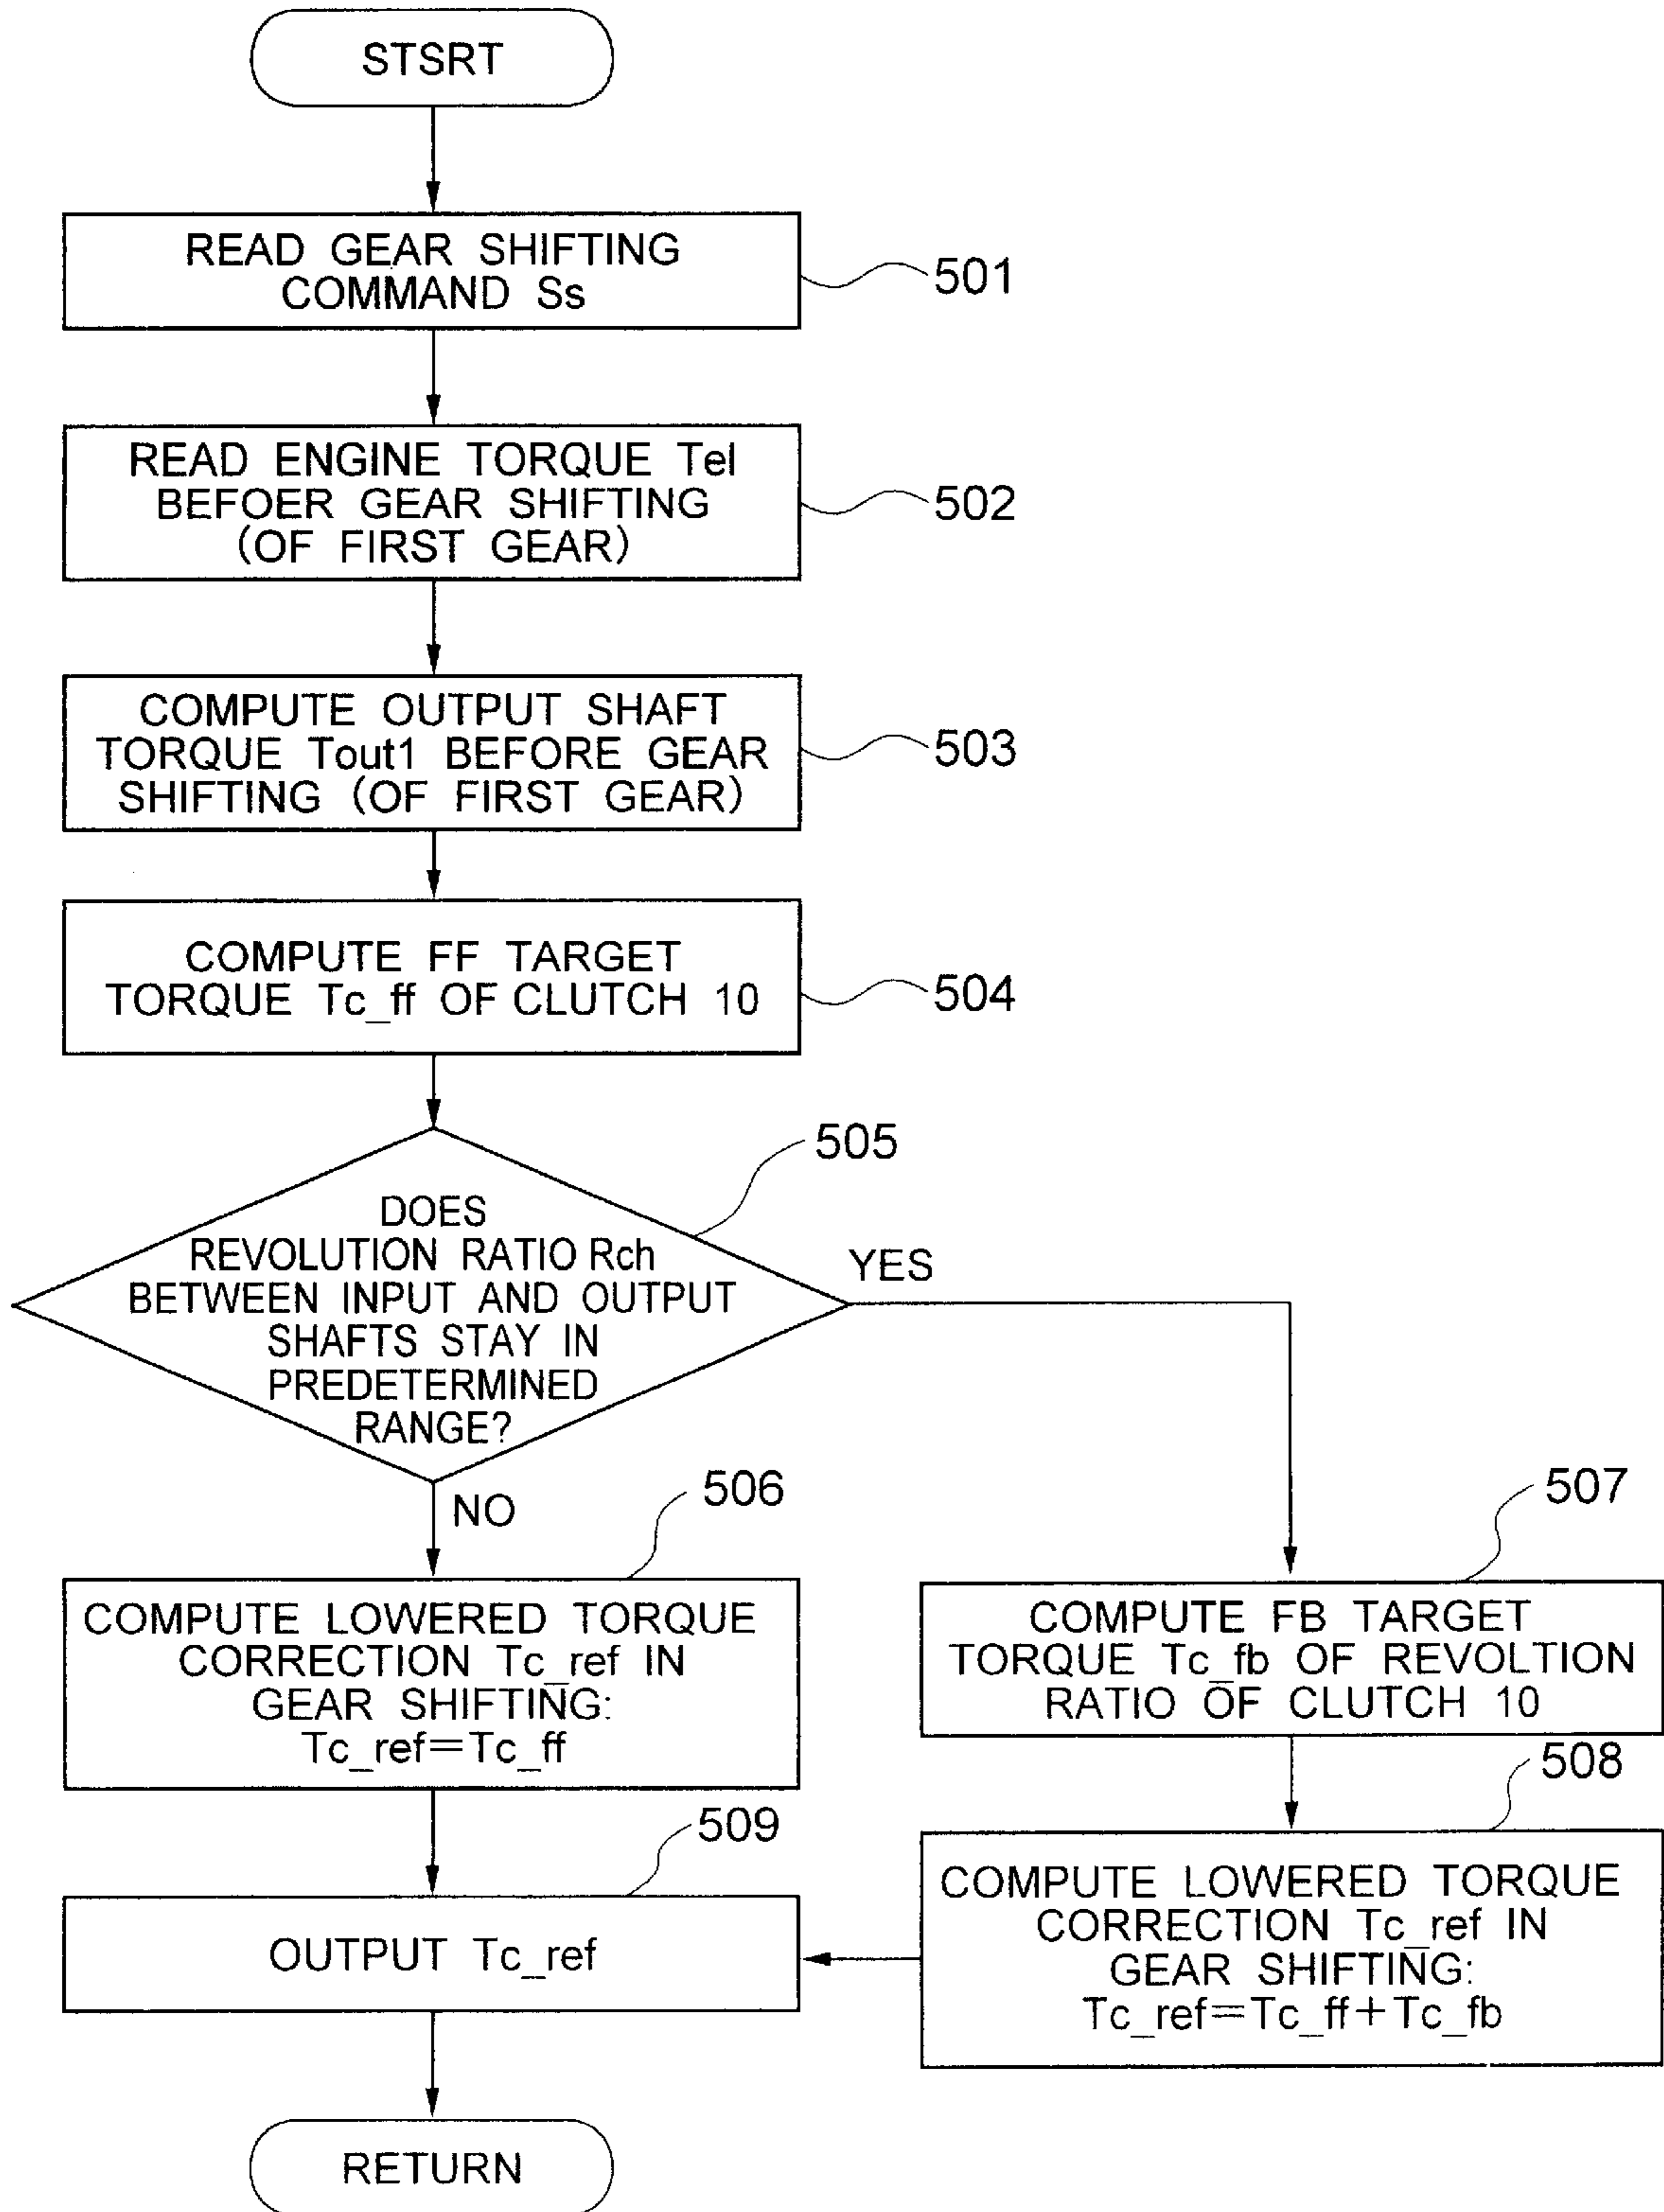 STSRT
READ GEAR SHIFTING
COMMAND Ss
501
READ ENGINE TORQUE Tel
BEFOER GEAR SHIFTING
(OF FIRST GEAR)
502
COMPUTE OUTPUT SHAFT
TORQUE Tout1 BEFORE GEAR
SHIFTING (OF FIRST GEAR)
503
COMPUTE FF TARGET
TORQUE Tc_ff OF CLUTCH 10
504
505
DOES
REVOLUTION RATIO Rch
BETWEEN INPUT AND OUTPUT
SHAFTS STAY IN
PREDETERMINED
RANGE?
YES
NO
506
COMPUTE LOWERED TORQUE
CORRECTION Tc_ref IN
GEAR SHIFTING:
Tc_ref=Tc_ff
507
COMPUTE FB TARGET
TORQUE Tc_fb OF REVOLTION
RATIO OF CLUTCH 10
508
COMPUTE LOWERED TORQUE
CORRECTION Tc_ref IN
GEAR SHIFTING:
Tc_ref=Tc_ff+Tc_fb
509
OUTPUT Tc_ref
RETURN